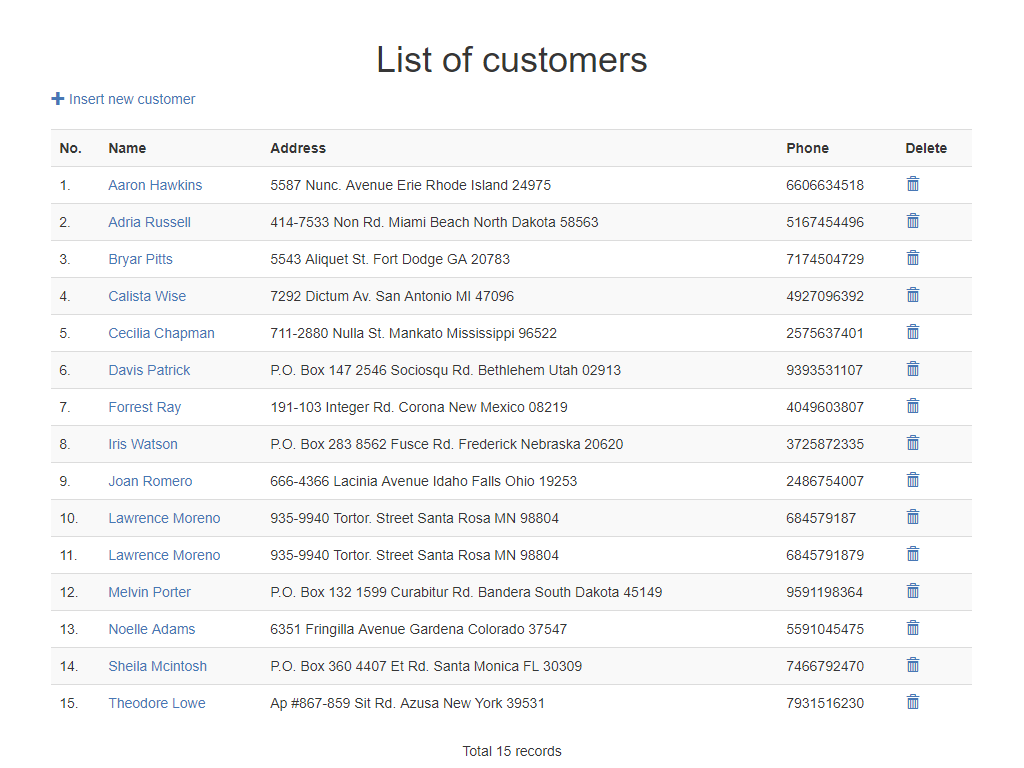 List of customers
Insert new customer
No. Name Address Phone Delete
1. Aaron Hawkins 5587 Nunc. Avenue Erie Rhode Island 24975 6606634518
2. Adria Russell 414-7533 Non Rd. Miami Beach North Dakota 58563 5167454496
3. Bryar Pitts 5543 Aliquet St. Fort Dodge GA 20783 7174504729
4. Calista Wise 7292 Dictum Av. San Antonio MI 47096 4927096392
5. Cecilia Chapman 711-2880 Nulla St. Mankato Mississippi 96522 2575637401
6. Davis Patrick P.O. Box 147 2546 Sociosqu Rd. Bethlehem Utah 02913 9393531107
7. Forrest Ray 191-103 Integer Rd. Corona New Mexico 08219 4049603807
8. Iris Watson P.O. Box 283 8562 Fusce Rd. Frederick Nebraska 20620 3725872335
9. Joan Romero 666-4366 Lacinia Avenue Idaho Falls Ohio 19253 2486754007
10. Lawrence Moreno 935-9940 Tortor. Street Santa Rosa MN 98804 684579187
11. Lawrence Moreno 935-9940 Tortor. Street Santa Rosa MN 98804 6845791879
12. Melvin Porter P.O. Box 132 1599 Curabitur Rd. Bandera South Dakota 45149 9591198364
13. Noelle Adams 6351 Fringilla Avenue Gardena Colorado 37547 5591045475
14. Sheila Mcintosh P.O. Box 360 4407 Et Rd. Santa Monica FL 30309 7466792470
15. Theodore Lowe Ap #867-859 Sit Rd. Azusa New York 39531 7931516230
Total 15 records